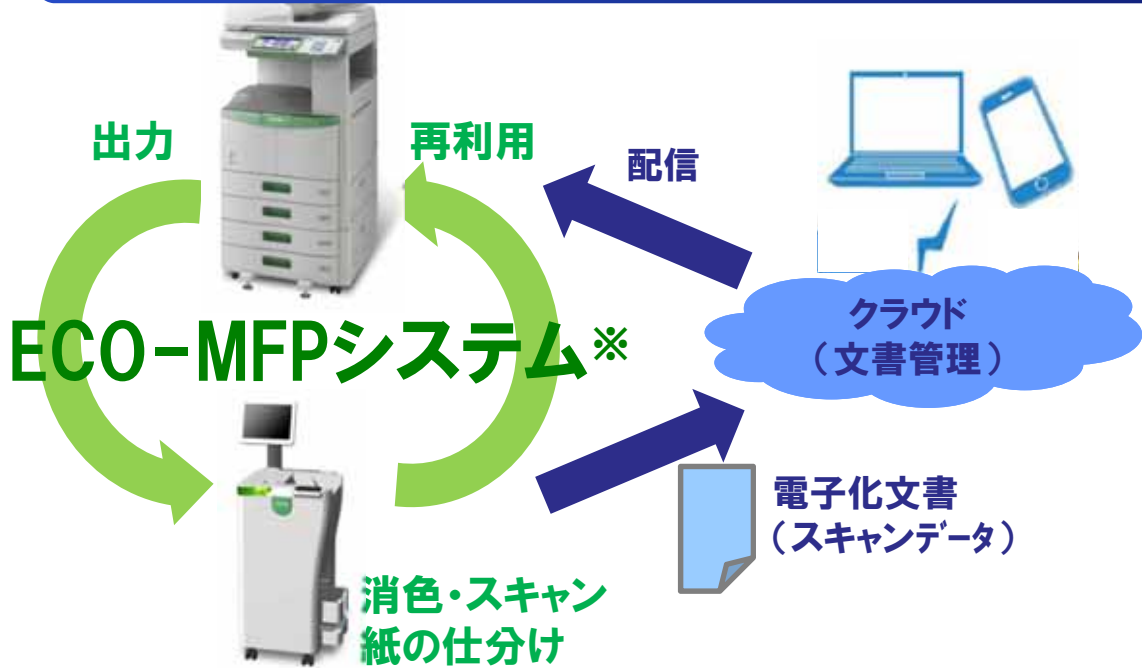 出力
再利用
配信
ECO-MFPシステム※
クラウド
(文書管理)
電子化文書
(スキャンデータ)
消色・スキャン
紙の仕分け